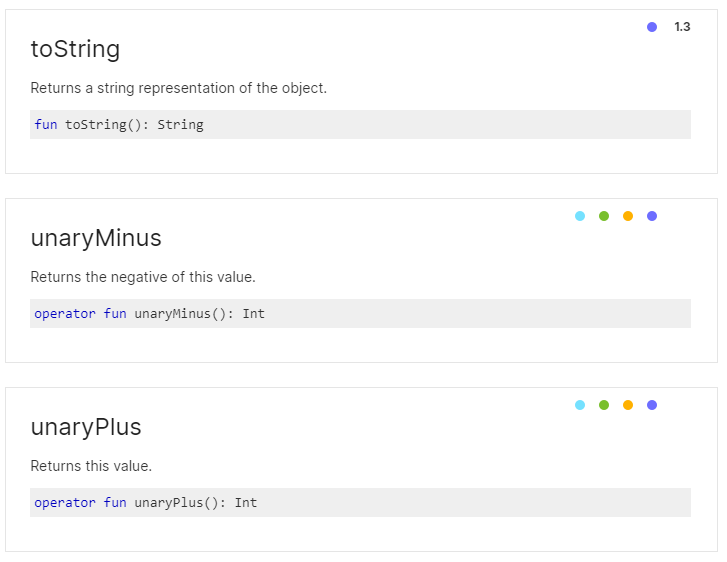 1.3
toString
Returns a string representation of the object.
fun toString(): String
unaryMinus
Returns the negative of this value.
operator fun unaryMinus(): Int
unaryPlus
Returns this value.
operator fun unaryPlus(): Int